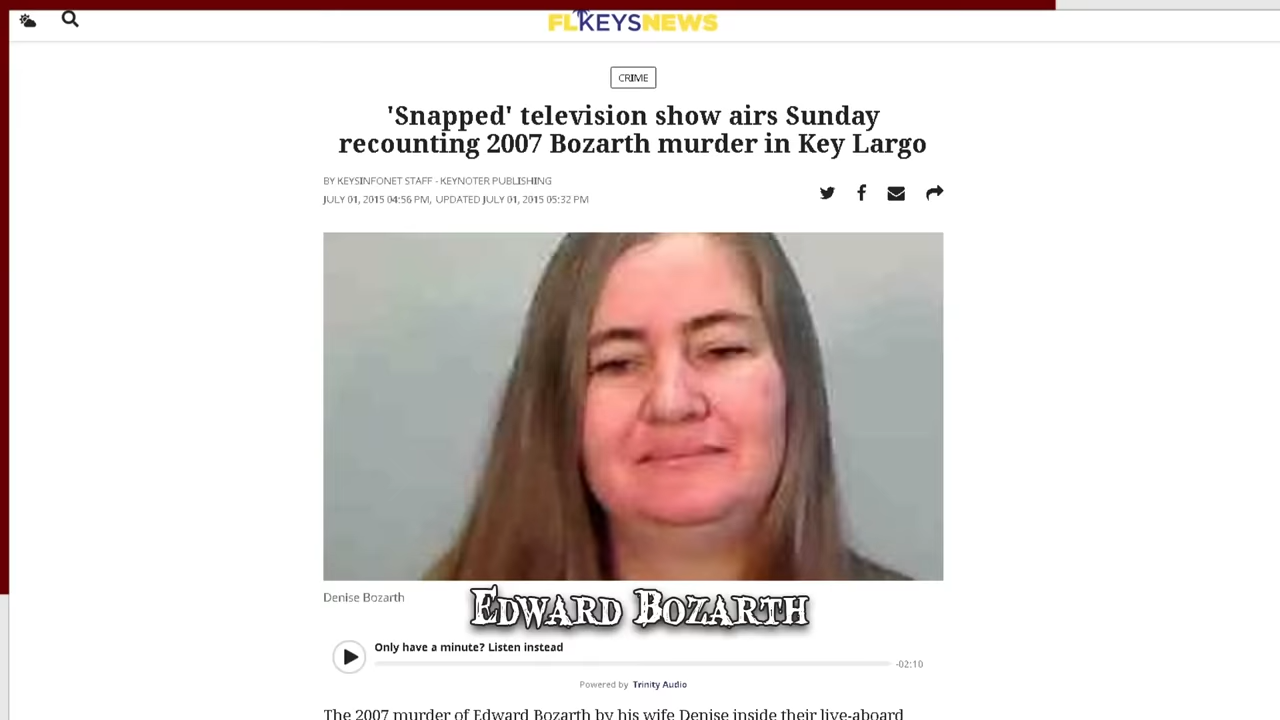 FLKEYSNEWS
CRIME
'Snapped' television show airs Sunday
recounting 2007 Bozarth murder in Key Largo
BY KEYSINFONET STAFF - KEYNOTER PUBLISHING
JULY 01, 2015 04:56 PM, UPDATED JULY 01, 2015 05:32 PM
Denise Bozarth
EDWARD BOZARTH
Only have a minute? Listen instead
-02:10
Powered by Trinity Audio
The 2007 murder of Edward Bozarth by his wife Denise inside their live-aboard